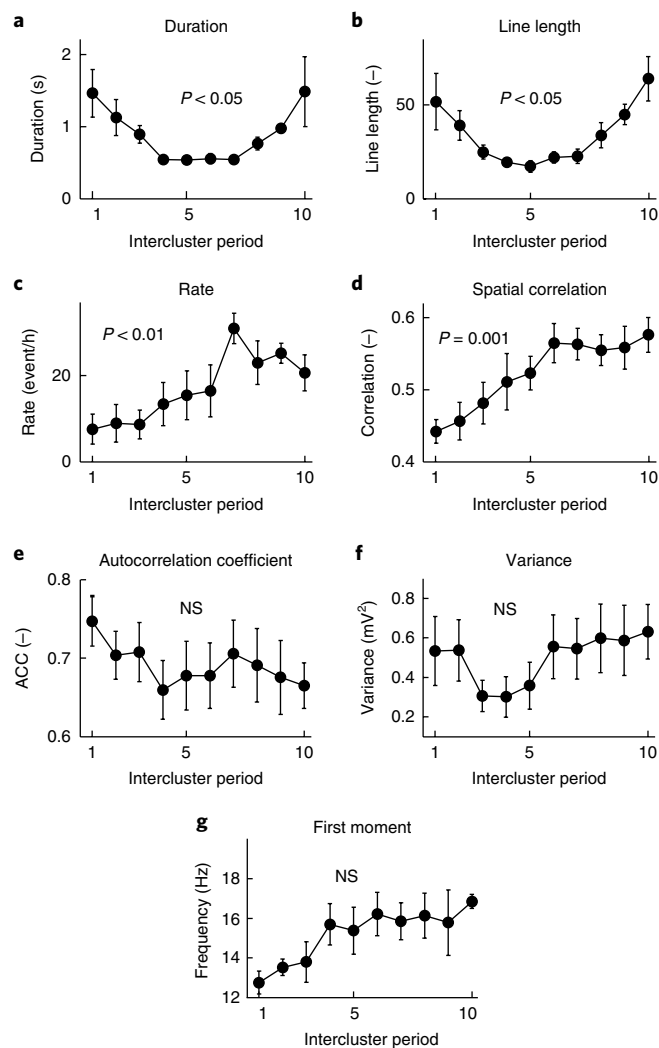 a
Duration
2
1
0
Duration (s)
P < 0.05
1
5
10
Intercluster period
b
Line length
50
0
Line length (–)
P < 0.05
1
5
10
Intercluster period
c
Rate
20
0
Rate (event/h)
P < 0.01
1
5
10
Intercluster period
d
Spatial correlation
0.6
0.5
0.4
Correlation (–)
P = 0.001
1
5
10
Intercluster period
e
Autocorrelation coefficient
0.8
0.7
0.6
ACC (–)
NS
1
5
10
Intercluster period
f
Variance
0.8
0.6
0.4
0.2
Variance (mV²)
NS
1
5
10
Intercluster period
g
First moment
18
16
14
12
Frequency (Hz)
NS
1
5
10
Intercluster period